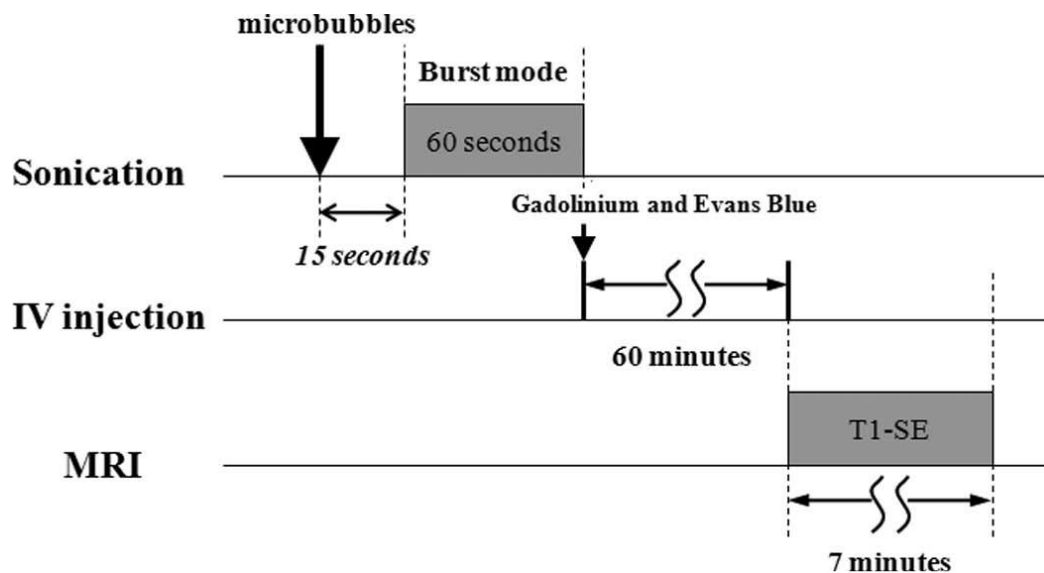 microbubbles
Burst mode
60 seconds
Sonication
Gadolinium and Evans Blue
15 seconds
IV injection
60 minutes
T1-SE
MRI
7 minutes